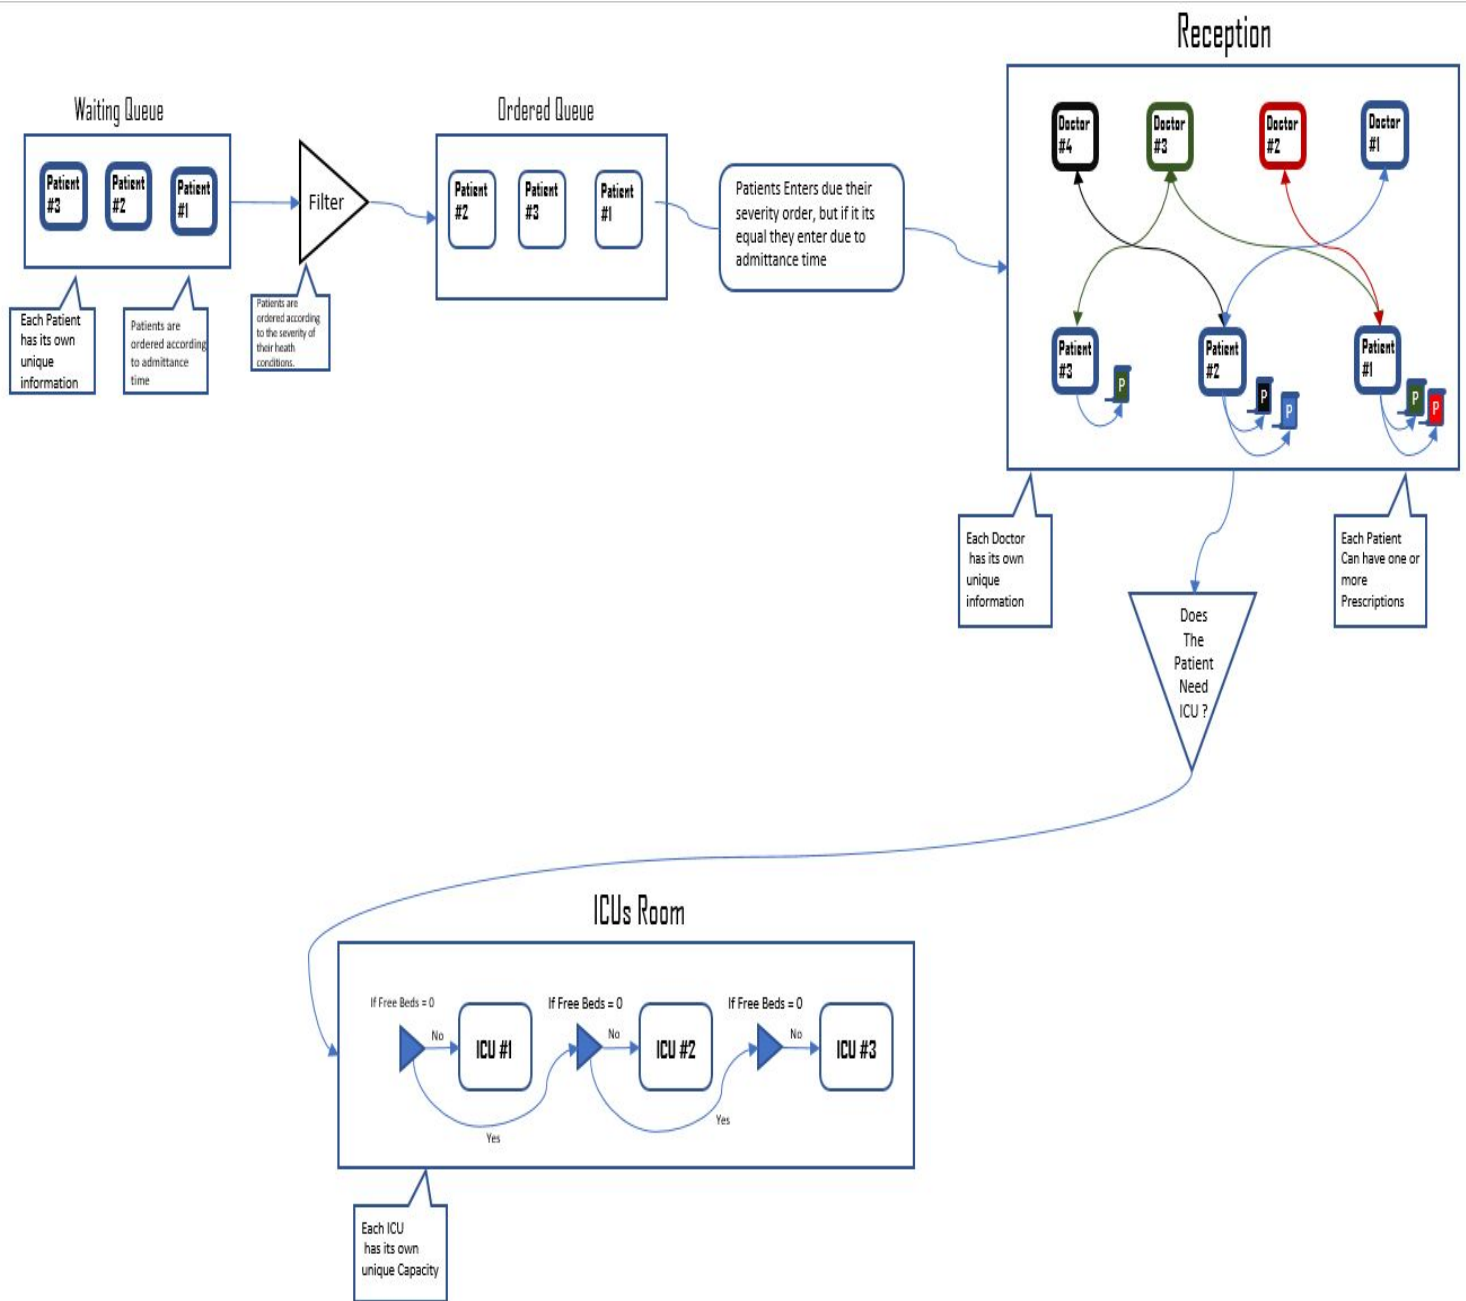 Reception
Waiting Queue
Ordered Queue
Patient
#3
Patient
#2
Patient
#1
Filter
Patient
#2
Patient
#3
Patient
#1
Patients Enters due their
severity order, but if it its
equal they enter due to
admittance time
Doctor
#4
Doctor
#3
Doctor
#2
Doctor
#1
Each Patient
has its own
unique
information
Patients are
ordered according
to admittance
time
Patients are
ordered according
to the severity of
their heath
conditions.
Patient
#3
P
Patient
#2
P
P
Patient
#1
P
P
Each Doctor
has its own
unique
information
Each Patient
Can have one or
more
Prescriptions
Does
The
Patient
Need
ICU ?
ICUs Room
If Free Beds = 0
No
ICU #1
Yes
If Free Beds = 0
No
ICU #2
Yes
If Free Beds = 0
No
ICU #3
Each ICU
has its own
unique Capacity